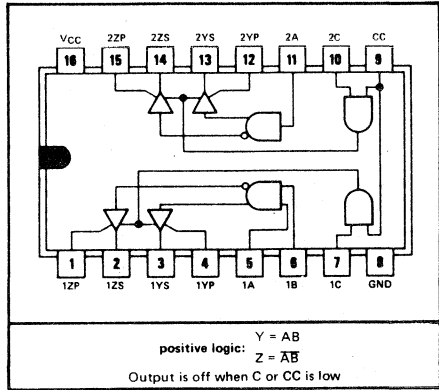 VCC 2ZP 2ZS 2YS 2YP 2A 2C CC
16 15 14 13 12 11 10 9
1 2 3 4 5 6 7 8
1ZP 1ZS 1YS 1YP 1A 1B 1C GND
positive logic: Y = AB
Z = A̅B̅
Output is off when C or CC is low